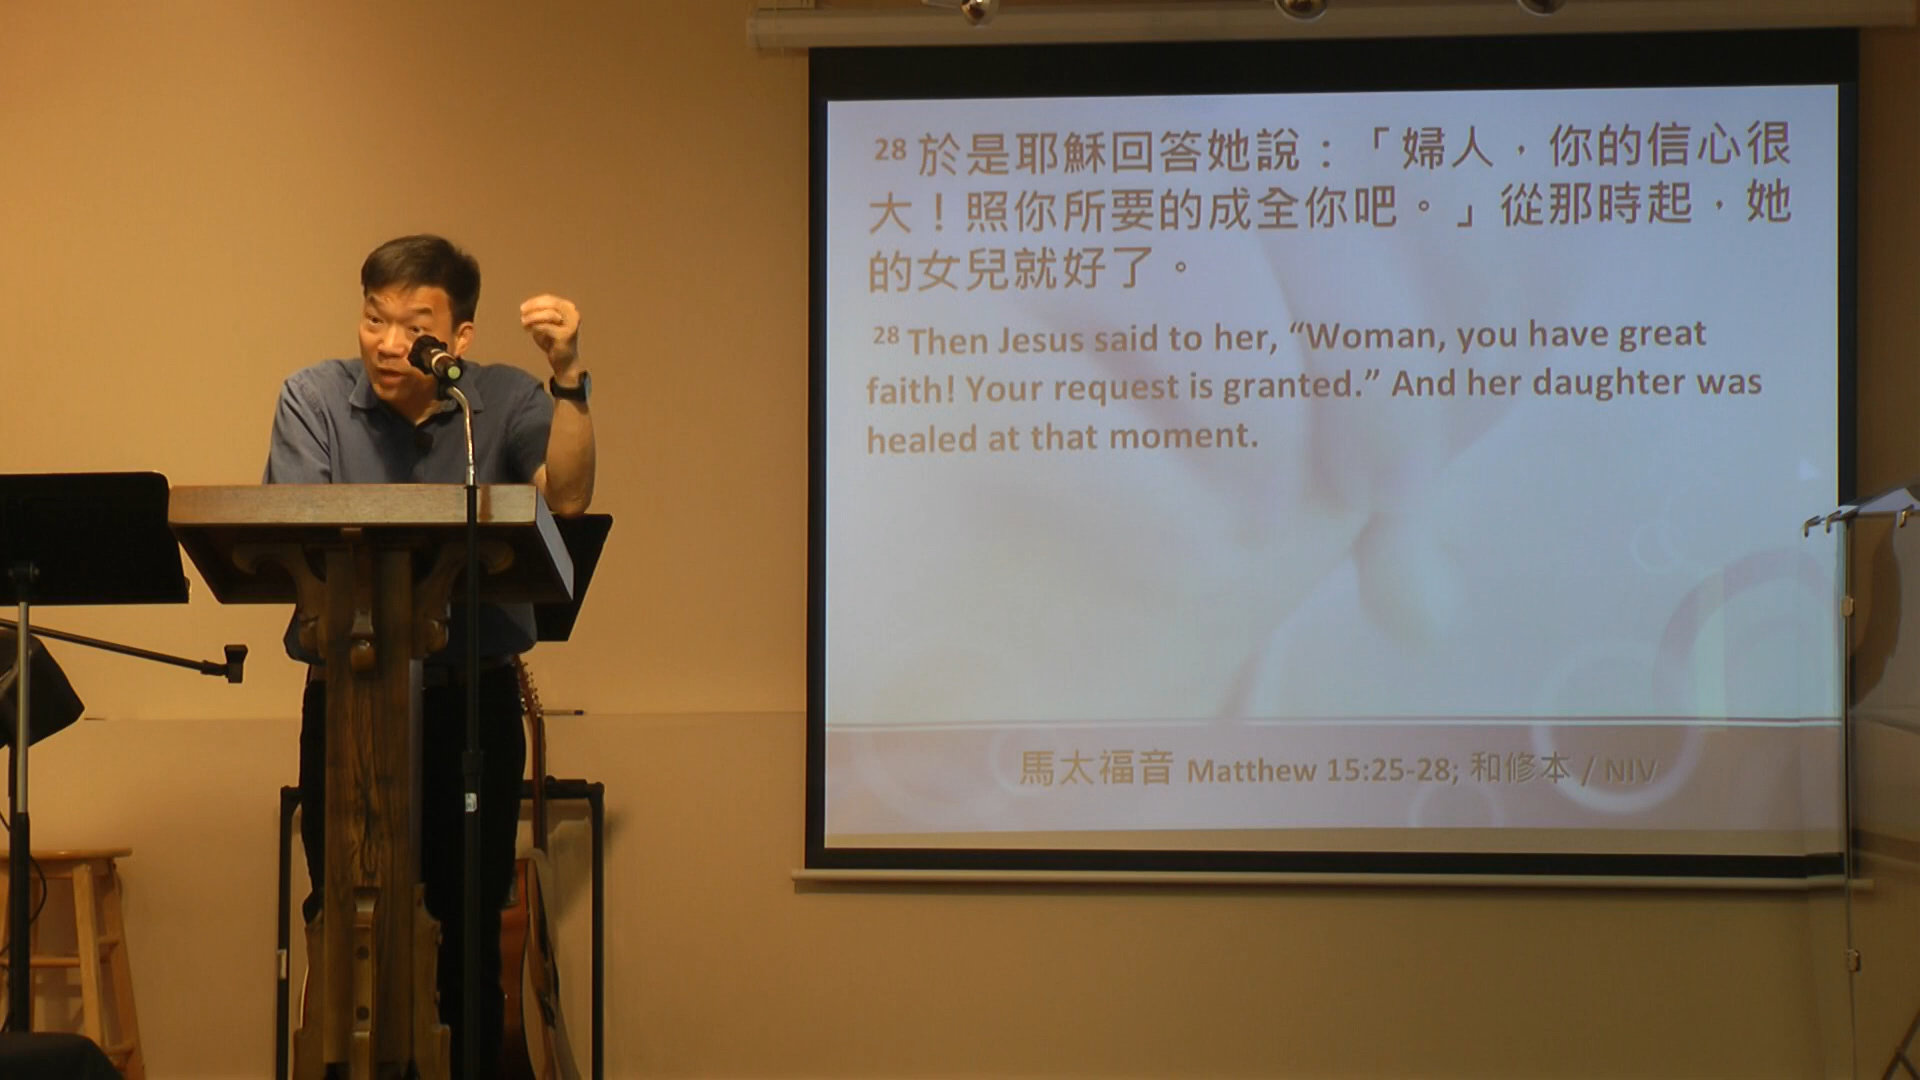 28 於是耶穌回答她說：「婦人，你的信心很
大！照你所要的成全你吧。」從那時起，她
的女兒就好了。
28 Then Jesus said to her, “Woman, you have great
faith! Your request is granted.” And her daughter was
healed at that moment.
馬太福音 Matthew 15:25-28; 和修本 / NIV